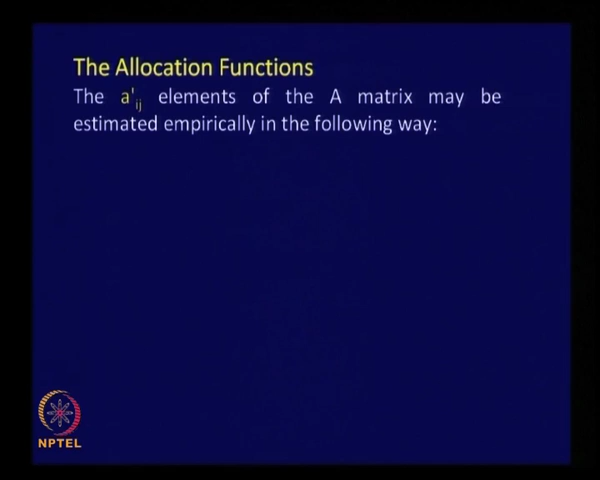 The Allocation Functions
The a'ij elements of the A matrix may be
estimated empirically in the following way:
NPTEL